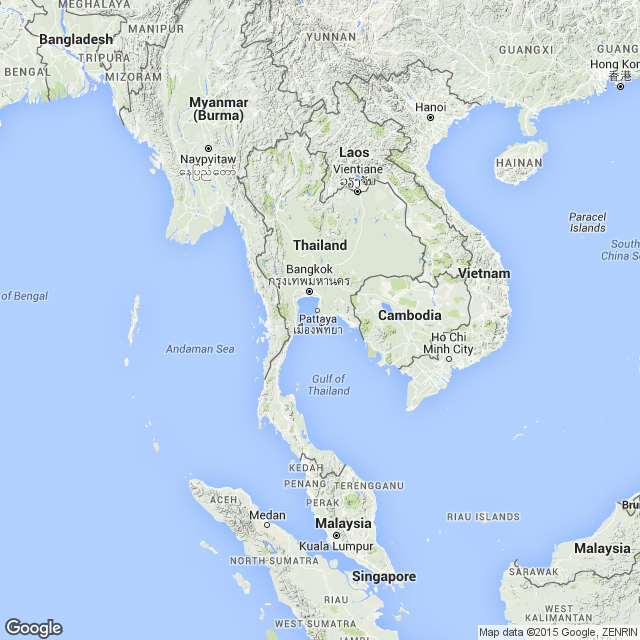 MEGHALAYA
MANIPUR
Bangladesh
TRIPURA
BENGAL
MIZORAM
YUNNAN
GUANGXI
GUANG
Hong Kon
香港
Myanmar
(Burma)
Hanoi
Naypyitaw
နေပြည်တော်
Laos
Vientiane
ວຽງຈັນ
HAINAN
Paracel
Islands
South
China Se
Thailand
Bangkok
กรุงเทพมหานคร
Vietnam
of Bengal
Pattaya
เมืองพัทยา
Cambodia
Ho Chi
Minh City
Andaman Sea
Gulf of
Thailand
KEDAH
PENANG
TERENGGANU
PERAK
ACEH
Medan
Malaysia
Kuala Lumpur
RIAU ISLANDS
Bru
Malaysia
SARAWAK
NORTH SUMATRA
Singapore
RIAU
WEST SUMATRA
JAMBI
WEST
KALIMANTAN
Google
Map data ©2015 Google, ZENRIN